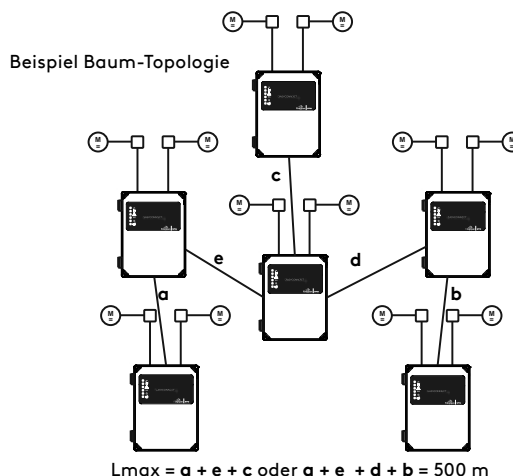 M = M =
Beispiel Baum-Topologie
M = M = M = M =
c
M = M =
e d
a b
M = M = M = M =
Lmax = a + e + c oder a + e + d + b = 500 m